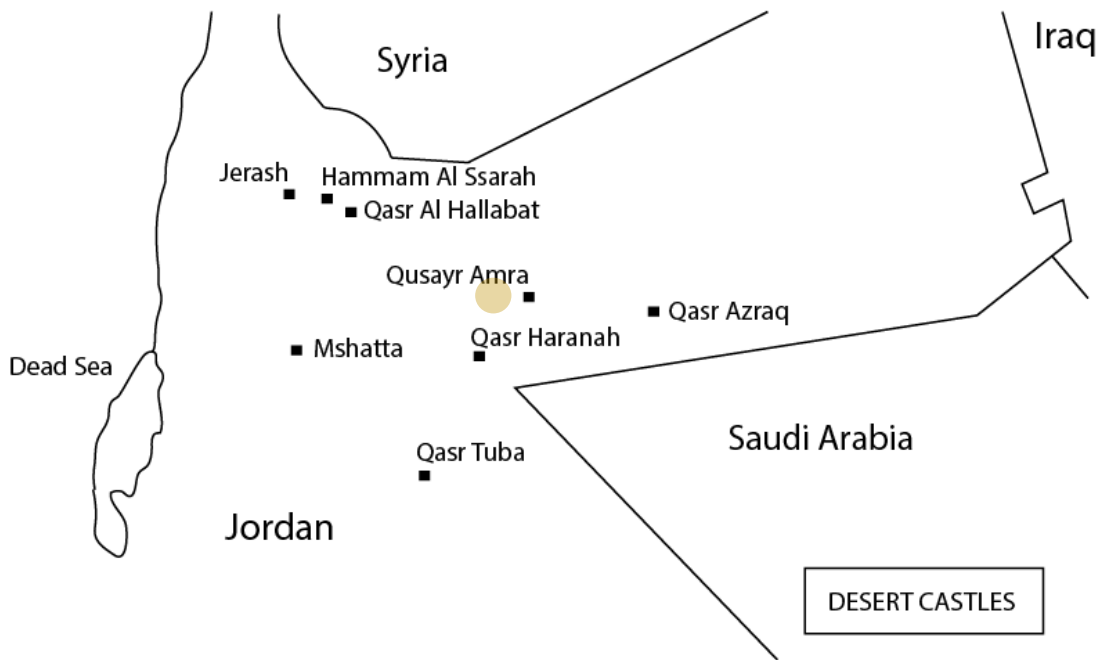 Iraq
Syria
Jerash
Hammam Al Ssarah
Qasr Al Hallabat
Qusayr Amra
Qasr Azraq
Qasr Haranah
Mshatta
Dead Sea
Saudi Arabia
Qasr Tuba
Jordan
DESERT CASTLES